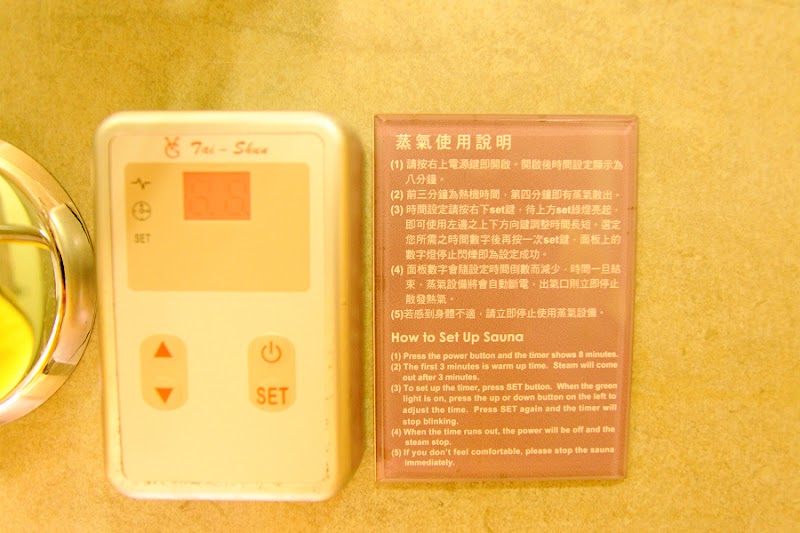 Tai - Shun
SET
SET
蒸氣使用說明
(1) 請按右上電源鍵即開啟。開啟後時間設定顯示為
八分鐘。
(2) 前三分鐘為熱機時間，第四分鐘即有蒸氣散出。
(3) 時間設定請按右下set鍵，待上方set綠燈亮起，
即可使用左邊之上下方向鍵調整時間長短。選定
您所需之時間數字後再按一次set鍵，面板上的
數字燈停止閃爍即為設定成功。
(4) 面板數字會隨設定時間倒數而減少，時間一旦結
束，蒸氣設備將會自動斷電，出氣口則立即停止
散發熱氣。
(5)若感到身體不適，請立即停止使用蒸氣設備。
How to Set Up Sauna
(1) Press the power button and the timer shows 8 minutes.
(2) The first 3 minutes is warm up time. Steam will come
out after 3 minutes.
(3) To set up the timer, press SET button. When the green
light is on, press the up or down button on the left to
adjust the time. Press SET again and the timer will
stop blinking.
(4) When the time runs out, the power will be off and the
steam stop.
(5) If you don't feel comfortable, please stop the sauna
immediately.